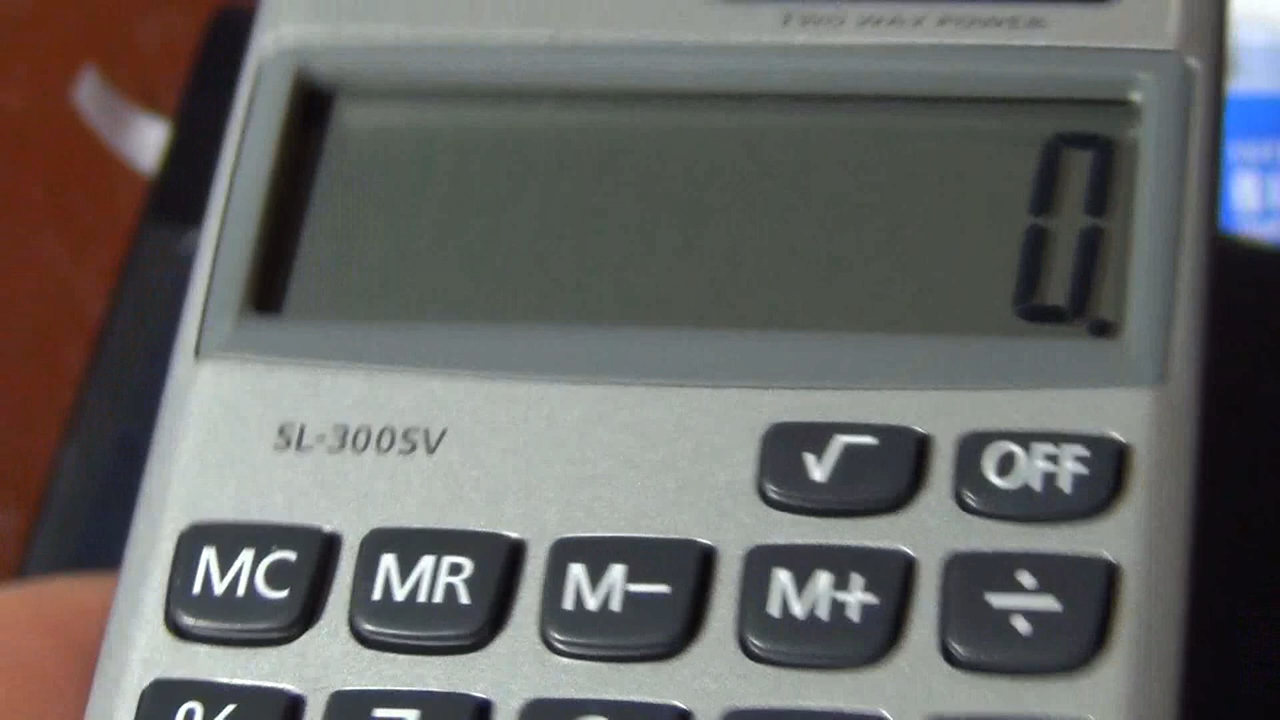 TWO WAY POWER
0.
SL-300SV
√ OFF
MC MR M− M+ ÷
%